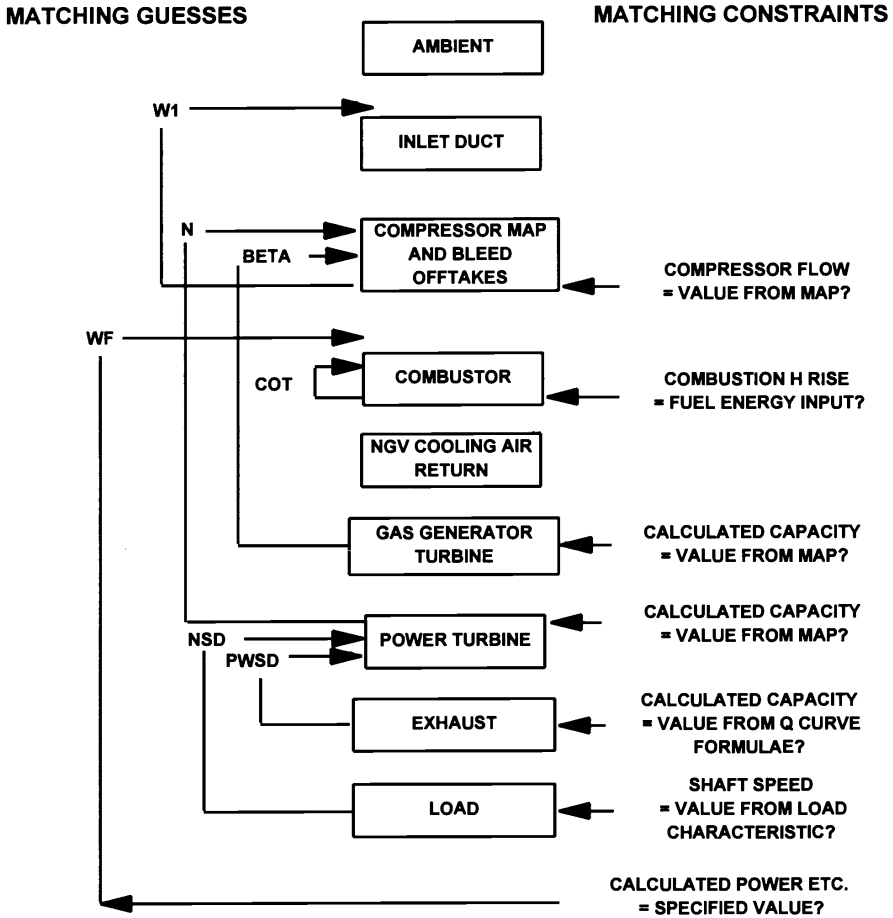 MATCHING GUESSES
MATCHING CONSTRAINTS
AMBIENT
W1
INLET DUCT
N
BETA
COMPRESSOR MAP
AND BLEED
OFFTAKES
COMPRESSOR FLOW
= VALUE FROM MAP?
WF
COT
COMBUSTOR
COMBUSTION H RISE
= FUEL ENERGY INPUT?
NGV COOLING AIR
RETURN
GAS GENERATOR
TURBINE
CALCULATED CAPACITY
= VALUE FROM MAP?
NSD
PWSD
POWER TURBINE
CALCULATED CAPACITY
= VALUE FROM MAP?
EXHAUST
CALCULATED CAPACITY
= VALUE FROM Q CURVE
FORMULAE?
LOAD
SHAFT SPEED
= VALUE FROM LOAD
CHARACTERISTIC?
CALCULATED POWER ETC.
= SPECIFIED VALUE?